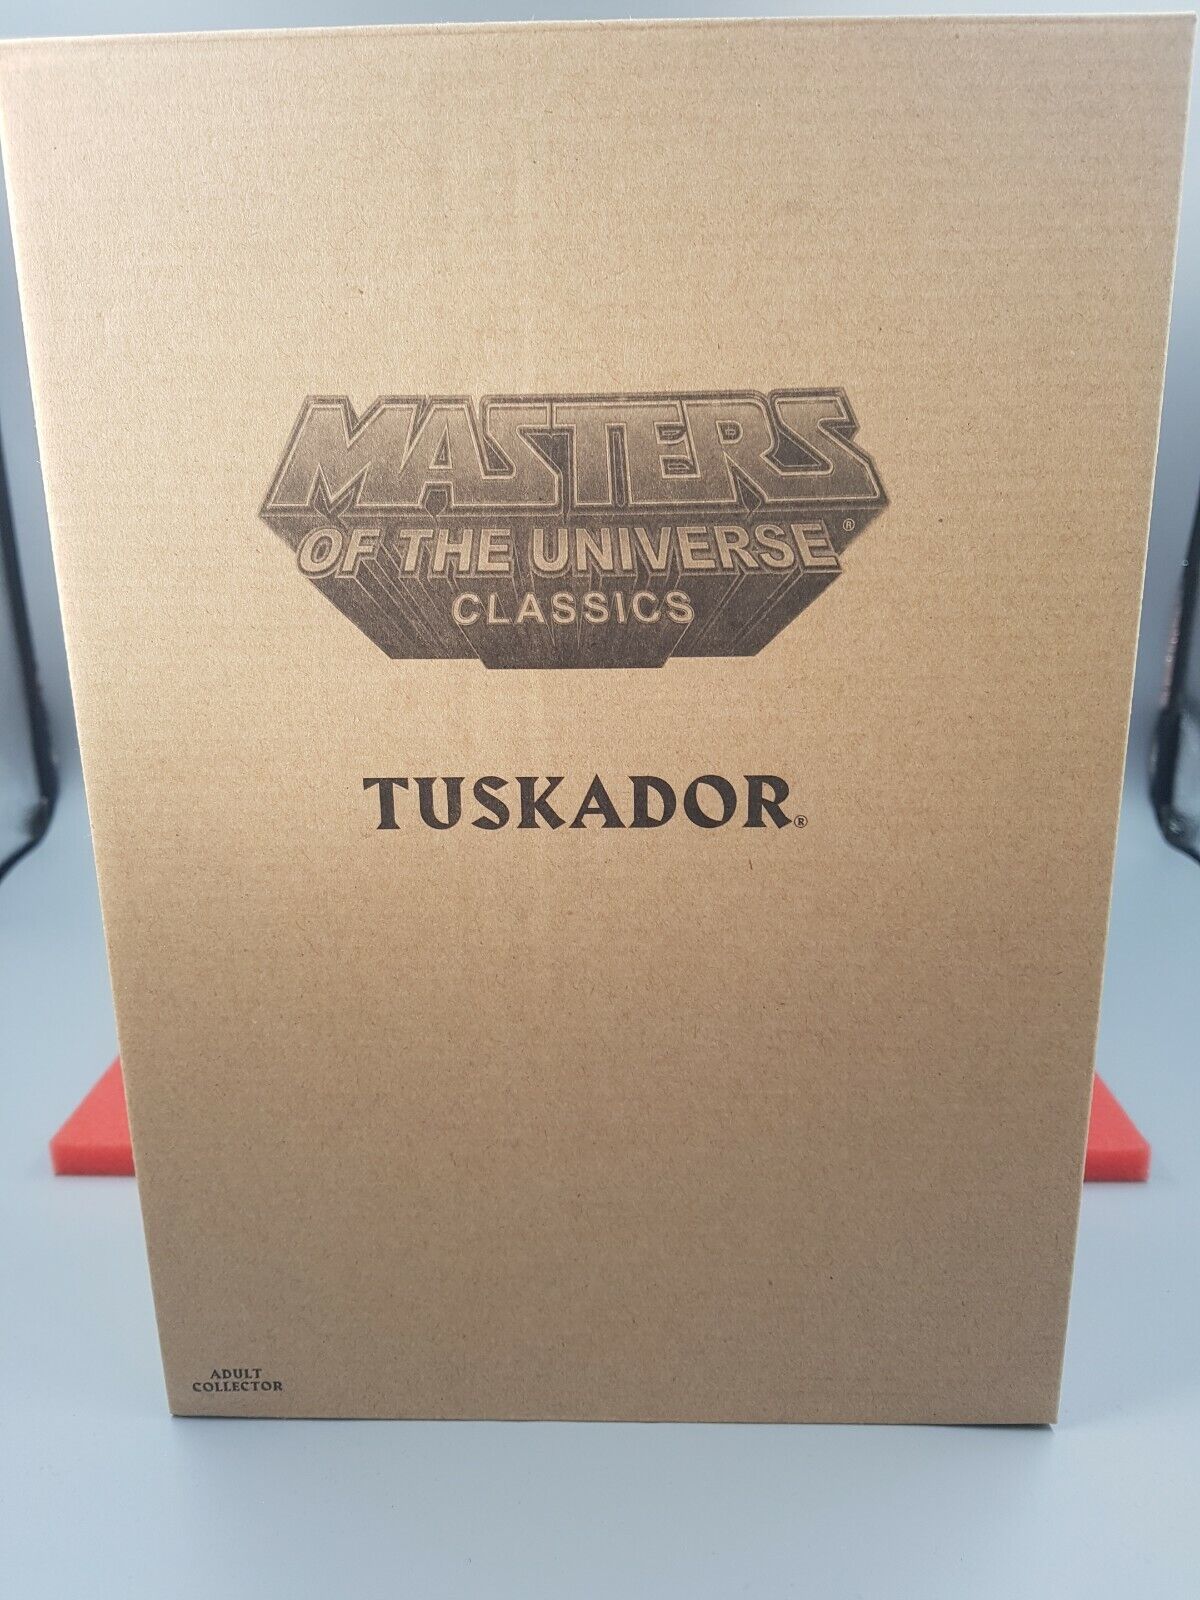 MASTERS
OF THE UNIVERSE®
CLASSICS
TUSKADOR®
ADULT
COLLECTOR